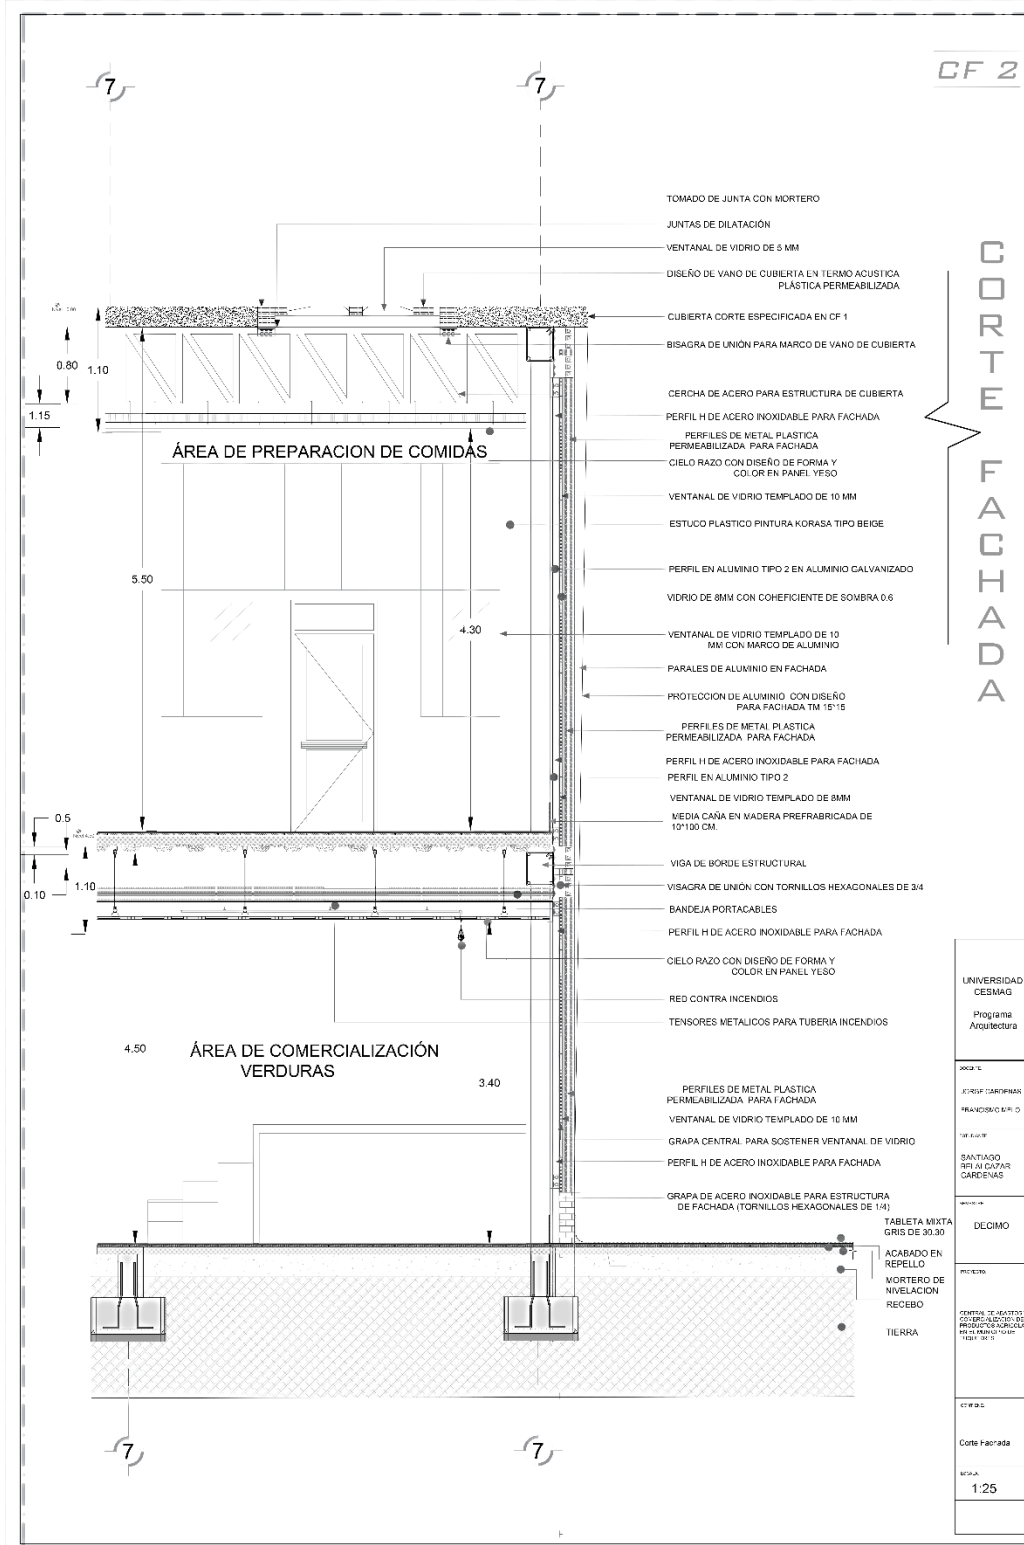 CF 2
7
7
TOMADO DE JUNTA CON MORTERO
JUNTAS DE DILATACIÓN
VENTANAL DE VIDRIO DE 5 MM
DISEÑO DE VANO DE CUBIERTA EN TERMO ACUSTICA
PLÁSTICA PERMEABILIZADA
CUBIERTA CORTE ESPECIFICADA EN CF 1
BISAGRA DE UNIÓN PARA MARCO DE VANO DE CUBIERTA
0.80
1.10
1.15
CERCHA DE ACERO PARA ESTRUCTURA DE CUBIERTA
PERFIL H DE ACERO INOXIDABLE PARA FACHADA
PERFILES DE METAL PLASTICA
PERMEABILIZADA PARA FACHADA
ÁREA DE PREPARACION DE COMIDAS
CIELO RAZO CON DISEÑO DE FORMA Y
COLOR EN PANEL YESO
VENTANAL DE VIDRIO TEMPLADO DE 10 MM
ESTUCO PLASTICO PINTURA KORASA TIPO BEIGE
5.50
PERFIL EN ALUMINIO TIPO 2 EN ALUMINIO GALVANIZADO
VIDRIO DE 8MM CON COHEFICIENTE DE SOMBRA 0.6
4.30
VENTANAL DE VIDRIO TEMPLADO DE 10
MM CON MARCO DE ALUMINIO
PARALES DE ALUMINIO EN FACHADA
PROTECCION DE ALUMINIO CON DISEÑO
PARA FACHADA TM 15*15
PERFILES DE METAL PLASTICA
PERMEABILIZADA PARA FACHADA
PERFIL H DE ACERO INOXIDABLE PARA FACHADA
PERFIL EN ALUMINIO TIPO 2
VENTANAL DE VIDRIO TEMPLADO DE 8MM
MEDIA CAÑA EN MADERA PREFRABRICADA DE
10*100 CM.
0.5
0.10
1.10
VIGA DE BORDE ESTRUCTURAL
VISAGRA DE UNIÓN CON TORNILLOS HEXAGONALES DE 3/4
BANDEJA PORTACABLES
PERFIL H DE ACERO INOXIDABLE PARA FACHADA
CIELO RAZO CON DISEÑO DE FORMA Y
COLOR EN PANEL YESO
RED CONTRA INCENDIOS
TENSORES METALICOS PARA TUBERIA INCENDIOS
4.50
ÁREA DE COMERCIALIZACIÓN
VERDURAS
3.40
PERFILES DE METAL PLASTICA
PERMEABILIZADA PARA FACHADA
VENTANAL DE VIDRIO TEMPLADO DE 10 MM
GRAPA CENTRAL PARA SOSTENER VENTANAL DE VIDRIO
PERFIL H DE ACERO INOXIDABLE PARA FACHADA
GRAPA DE ACERO INOXIDABLE PARA ESTRUCTURA
DE FACHADA (TORNILLOS HEXAGONALES DE 1/4)
TABLETA MIXTA
GRIS DE 30.30
ACABADO EN
REPELLO
MORTERO DE
NIVELACION
RECEBO
TIERRA
7
7
CORTE FACHADA
UNIVERSIDAD
CESMAG
Programa
Arquitectura
JORGE CARDENAS
SANTIAGO
BELALCAZAR
CARDENAS
DECIMO
PROYECTO:
CENTRAL DE ABASTOS
COMERCIALIZACION DE
PRODUCTOS AGRICOLA
Corte Fachada
1:25